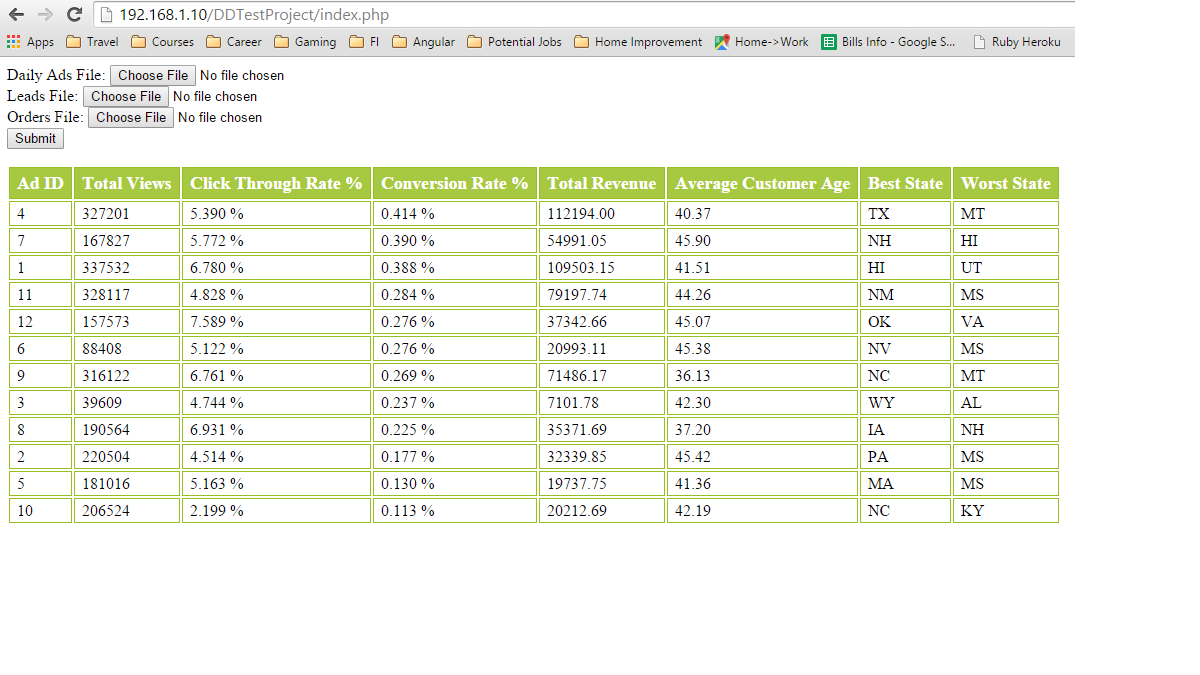 192.168.1.10/DDTestProject/index.php
Apps Travel Courses Career Gaming FI Angular Potential Jobs Home Improvement Home->Work Bills Info - Google S... Ruby Heroku
Daily Ads File: Choose File No file chosen
Leads File: Choose File No file chosen
Orders File: Choose File No file chosen
Submit
Ad ID Total Views Click Through Rate % Conversion Rate % Total Revenue Average Customer Age Best State Worst State
4 327201 5.390 % 0.414 % 112194.00 40.37 TX MT
7 167827 5.772 % 0.390 % 54991.05 45.90 NH HI
1 337532 6.780 % 0.388 % 109503.15 41.51 HI UT
11 328117 4.828 % 0.284 % 79197.74 44.26 NM MS
12 157573 7.589 % 0.276 % 37342.66 45.07 OK VA
6 88408 5.122 % 0.276 % 20993.11 45.38 NV MS
9 316122 6.761 % 0.269 % 71486.17 36.13 NC MT
3 39609 4.744 % 0.237 % 7101.78 42.30 WY AL
8 190564 6.931 % 0.225 % 35371.69 37.20 IA NH
2 220504 4.514 % 0.177 % 32339.85 45.42 PA MS
5 181016 5.163 % 0.130 % 19737.75 41.36 MA MS
10 206524 2.199 % 0.113 % 20212.69 42.19 NC KY